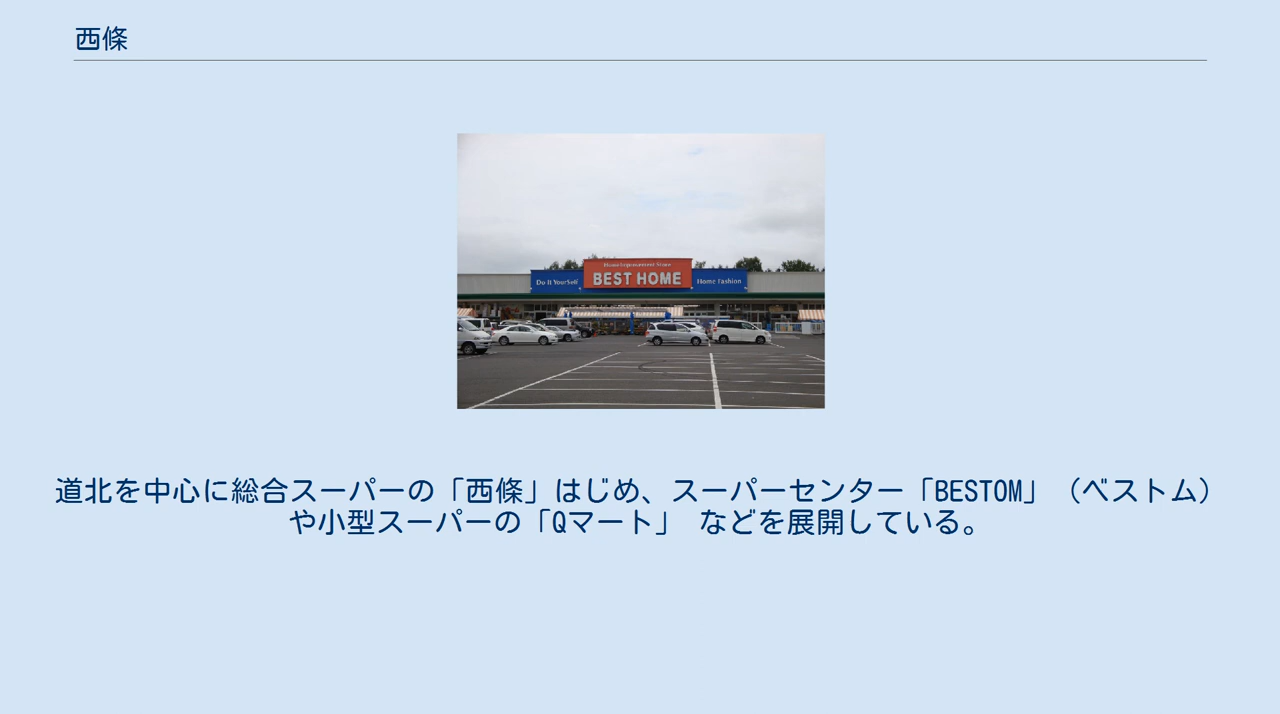 西條
Home Improvement Store
Do It Yourself
BEST HOME
Home Fashion
道北を中心に総合スーパーの「西條」はじめ、スーパーセンター「BESTOM」（ベストム）
や小型スーパーの「Qマート」 などを展開している。